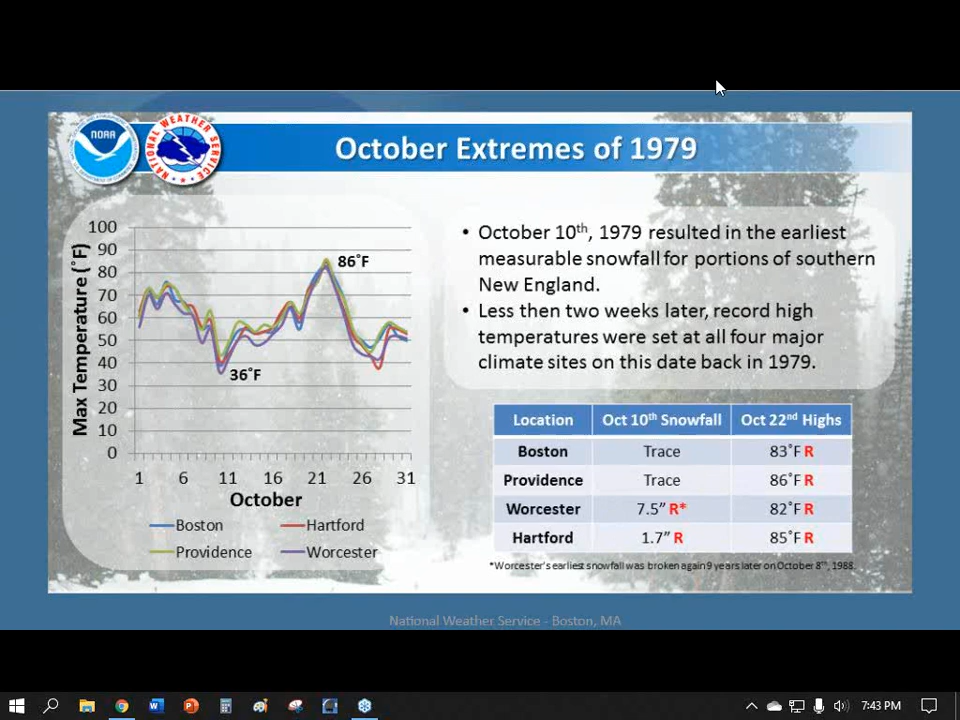 NOAA
NATIONAL WEATHER SERVICE
October Extremes of 1979
Max Temperature (˚F)
100
90
80
70
60
50
40
30
20
10
0
86˚F
36˚F
1 6 11 16 21 26 31
October
Boston Hartford
Providence Worcester
• October 10th, 1979 resulted in the earliest
measurable snowfall for portions of southern
New England.
• Less then two weeks later, record high
temperatures were set at all four major
climate sites on this date back in 1979.
Location Oct 10th Snowfall Oct 22nd Highs
Boston Trace 83˚F R
Providence Trace 86˚F R
Worcester 7.5” R* 82˚F R
Hartford 1.7” R 85˚F R
*Worcester's earliest snowfall was broken again 9 years later on October 8th, 1988.
National Weather Service - Boston, MA
7:43 PM